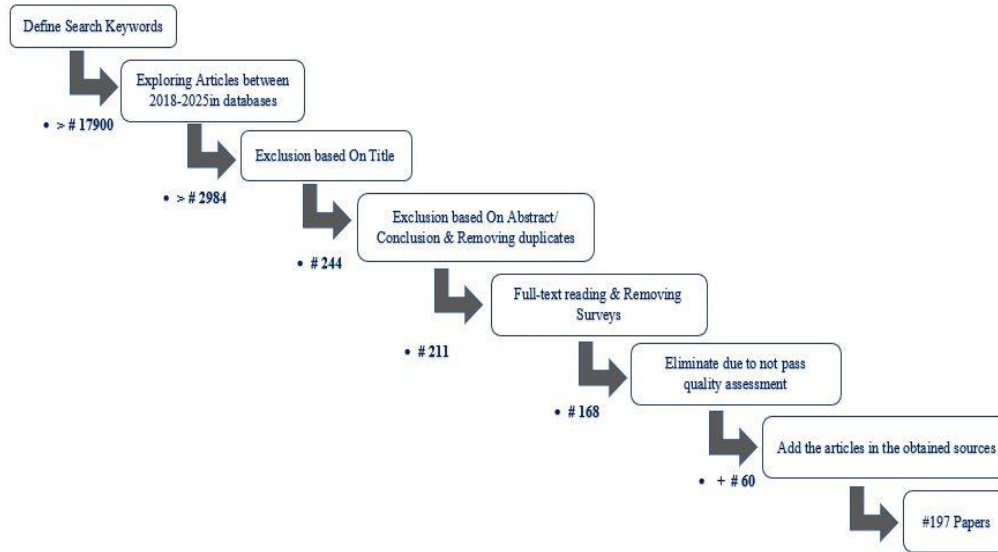 Define Search Keywords
Exploring Articles between
2018-2025in databases
• > # 17900
Exclusion based On Title
• > # 2984
Exclusion based On Abstract/
Conclusion & Removing duplicates
• # 244
Full-text reading & Removing
Surveys
• # 211
Eliminate due to not pass
quality assessment
• # 168
Add the articles in the obtained sources
• + # 60
#197 Papers